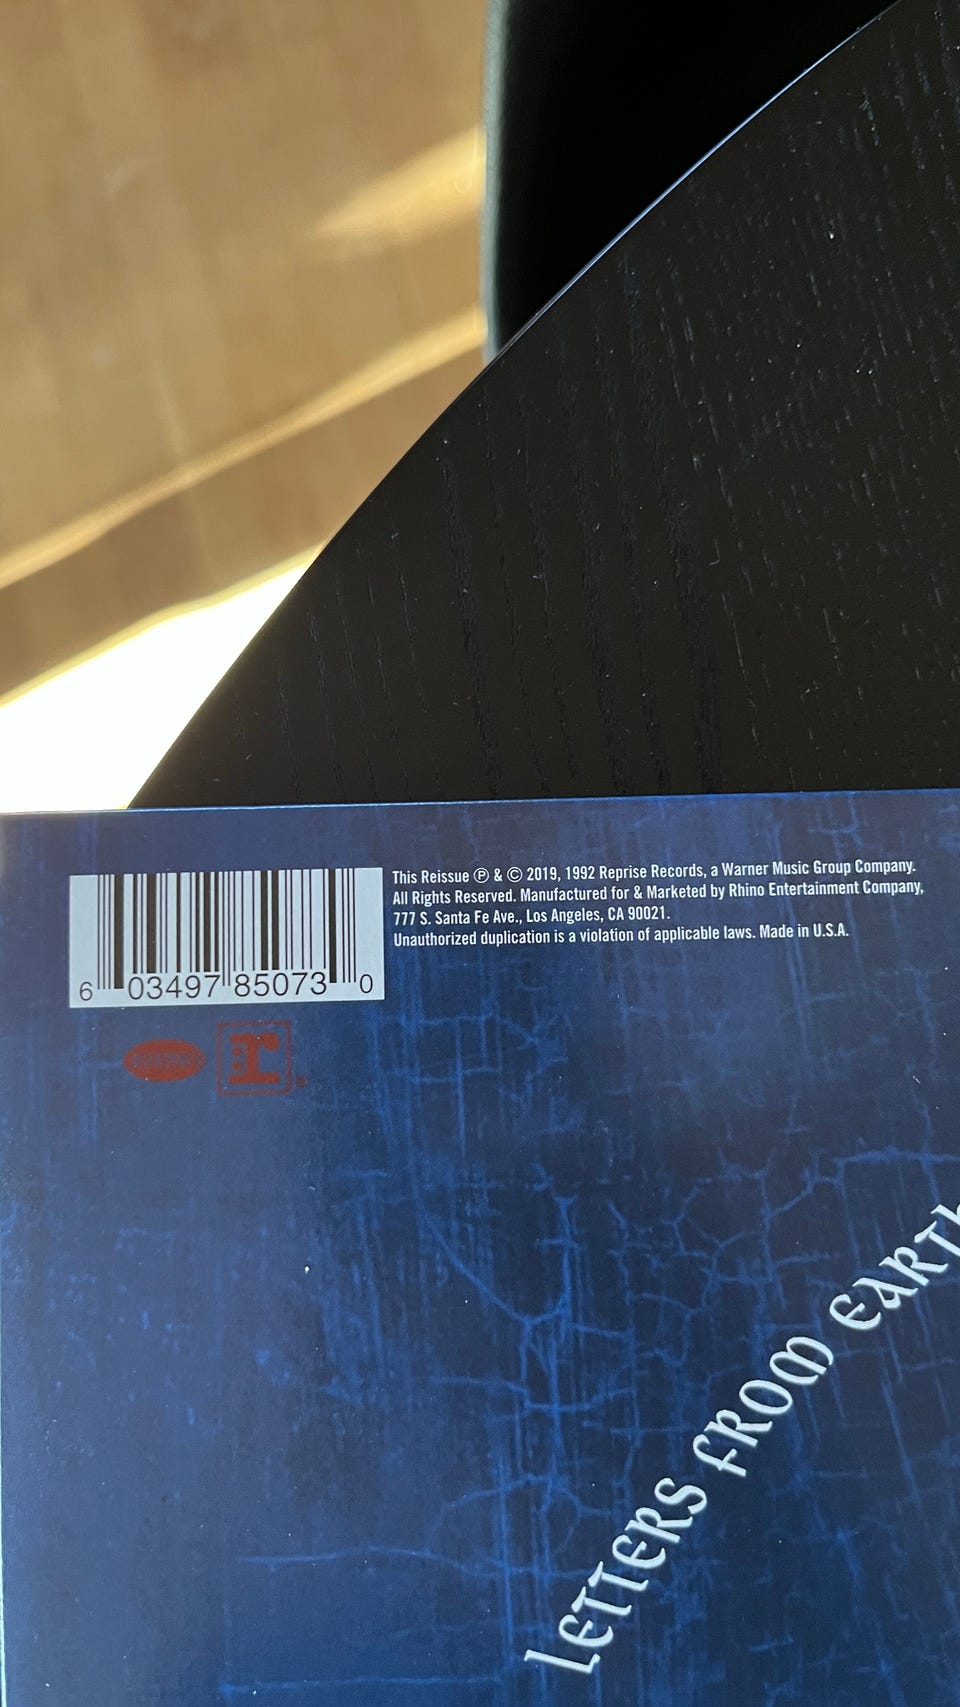 This Reissue ℗ & © 2019, 1992 Reprise Records, a Warner Music Group Company.
All Rights Reserved. Manufactured for & Marketed by Rhino Entertainment Company,
777 S. Santa Fe Ave., Los Angeles, CA 90021.
Unauthorized duplication is a violation of applicable laws. Made in U.S.A.
6 03497 85073 0
LETTERS FROM EARTH